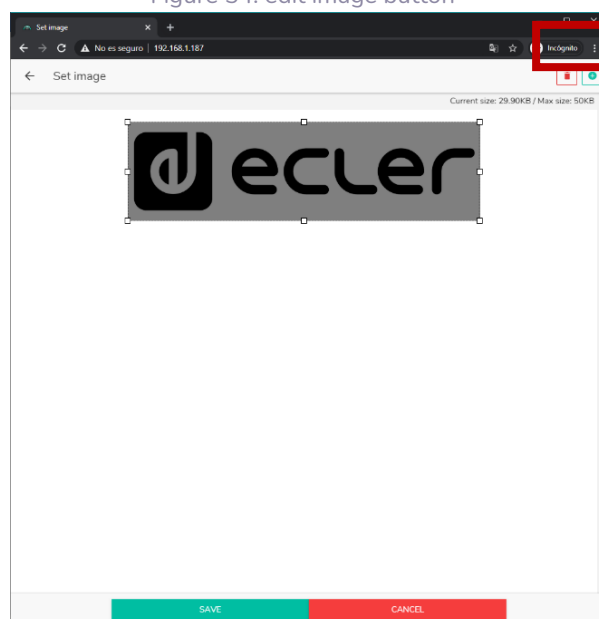 Figure 34: edit image button
Set image
No es seguro | 192.168.1.187
Incógnito
Set image
Current size: 29.90KB / Max size: 50KB
ecler
SAVE
CANCEL